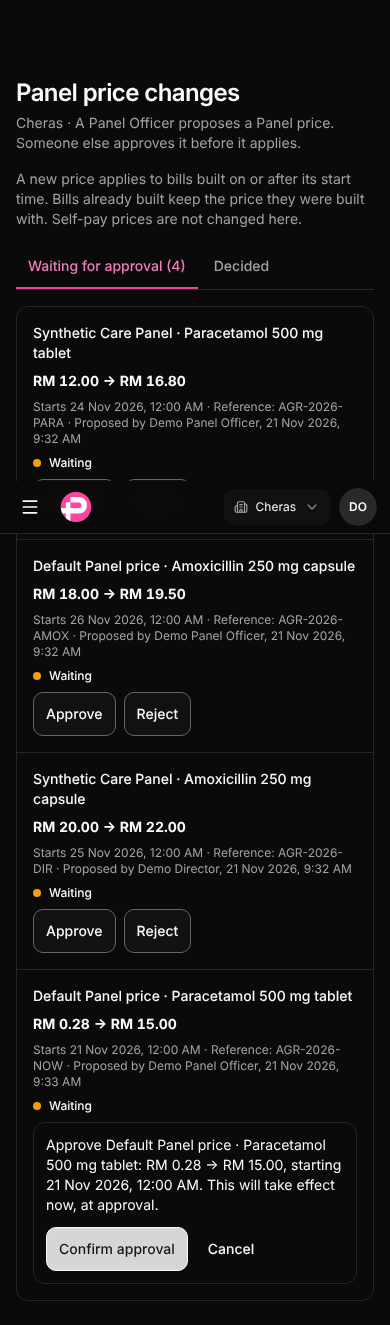 Panel price changes
Cheras · A Panel Officer proposes a Panel price.
Someone else approves it before it applies.
A new price applies to bills built on or after its start
time. Bills already built keep the price they were built
with. Self-pay prices are not changed here.
Waiting for approval (4)
Decided
Synthetic Care Panel · Paracetamol 500 mg
tablet
RM 12.00 → RM 16.80
Starts 24 Nov 2026, 12:00 AM · Reference: AGR-2026-
PARA · Proposed by Demo Panel Officer, 21 Nov 2026,
9:32 AM
Waiting
Cheras
DO
Default Panel price · Amoxicillin 250 mg capsule
RM 18.00 → RM 19.50
Starts 26 Nov 2026, 12:00 AM · Reference: AGR-2026-
AMOX · Proposed by Demo Panel Officer, 21 Nov 2026,
9:32 AM
Waiting
Approve
Reject
Synthetic Care Panel · Amoxicillin 250 mg
capsule
RM 20.00 → RM 22.00
Starts 25 Nov 2026, 12:00 AM · Reference: AGR-2026-
DIR · Proposed by Demo Director, 21 Nov 2026, 9:32 AM
Waiting
Approve
Reject
Default Panel price · Paracetamol 500 mg tablet
RM 0.28 → RM 15.00
Starts 21 Nov 2026, 12:00 AM · Reference: AGR-2026-
NOW · Proposed by Demo Panel Officer, 21 Nov 2026,
9:33 AM
Waiting
Approve Default Panel price · Paracetamol
500 mg tablet: RM 0.28 → RM 15.00, starting
21 Nov 2026, 12:00 AM. This will take effect
now, at approval.
Confirm approval
Cancel